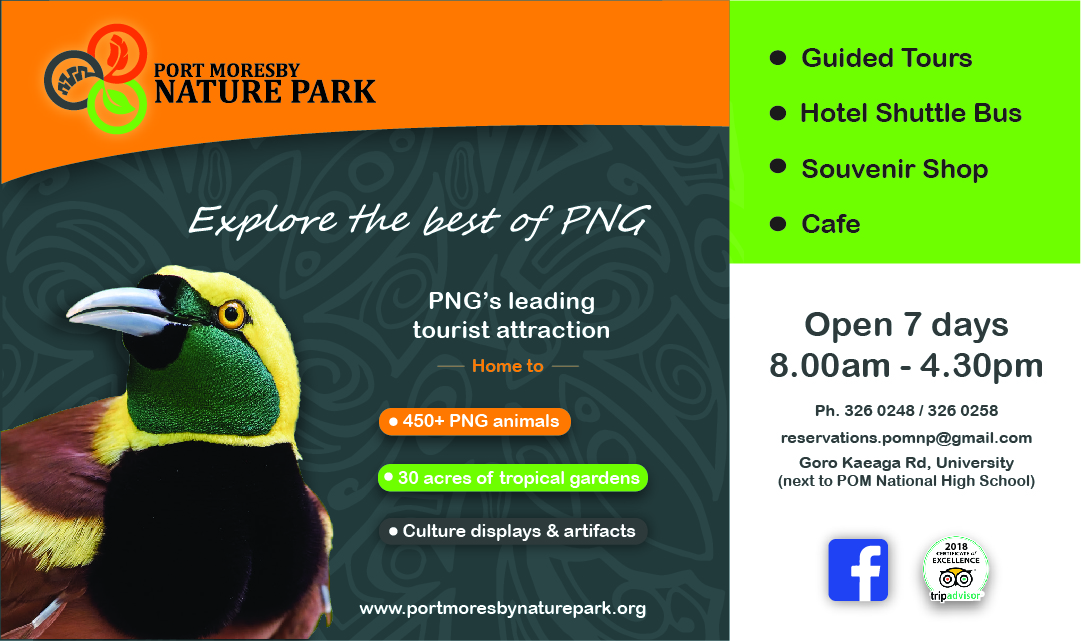 PORT MORESBY
NATURE PARK
Explore the best of PNG
PNG’s leading
tourist attraction
Home to
• 450+ PNG animals
• 30 acres of tropical gardens
• Culture displays & artifacts
www.portmoresbynaturepark.org
• Guided Tours
• Hotel Shuttle Bus
• Souvenir Shop
• Cafe
Open 7 days
8.00am - 4.30pm
Ph. 326 0248 / 326 0258
reservations.pomnp@gmail.com
Goro Kaeaga Rd, University
(next to POM National High School)
f
2018
CERTIFICATE of
EXCELLENCE
tripadvisor